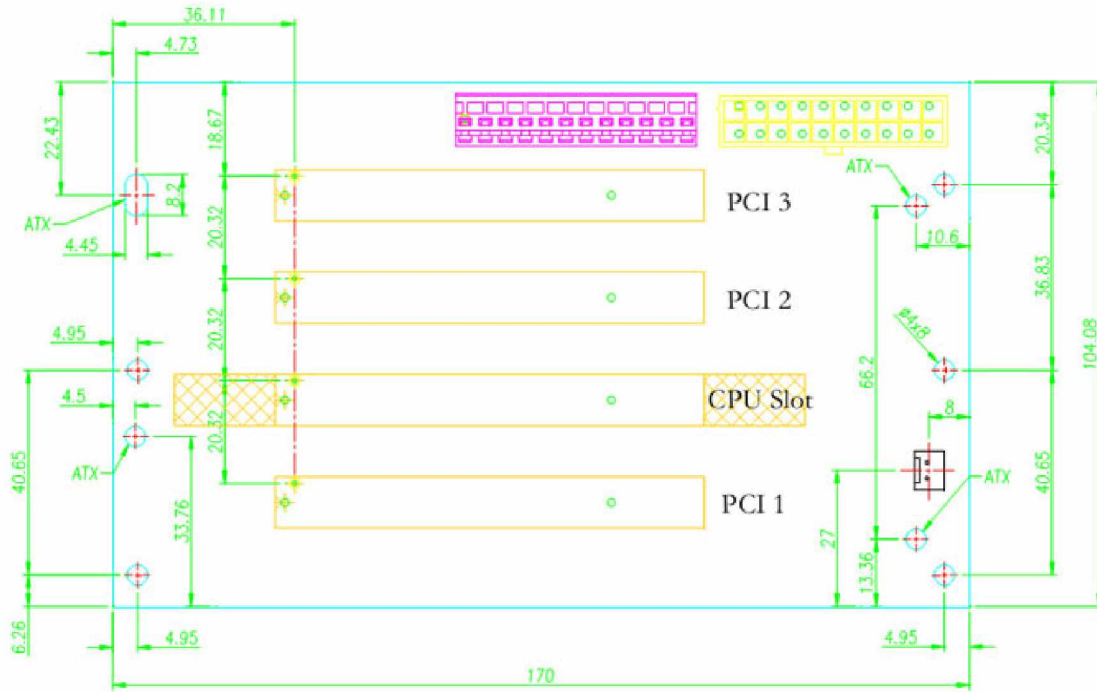 36.11
4.73
22.43
18.67
20.34
ATX
8.2
PCI 3
ATX
20.32
4.45
10.6
36.83
20.32
PCI 2
ø4x8
104.08
4.95
66.2
CPU Slot
4.5
8
20.32
40.65
ATX
ATX
40.65
PCI 1
33.76
27
13.36
6.26
4.95
4.95
170